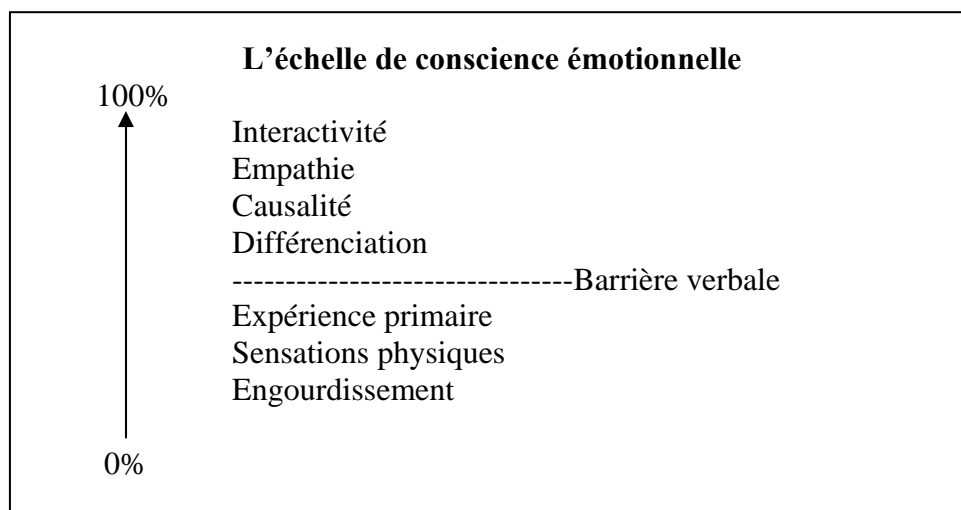 L'échelle de conscience émotionnelle
100%
Interactivité
Empathie
Causalité
Différenciation
--------------------------------Barrière verbale
Expérience primaire
Sensations physiques
Engourdissement
0%